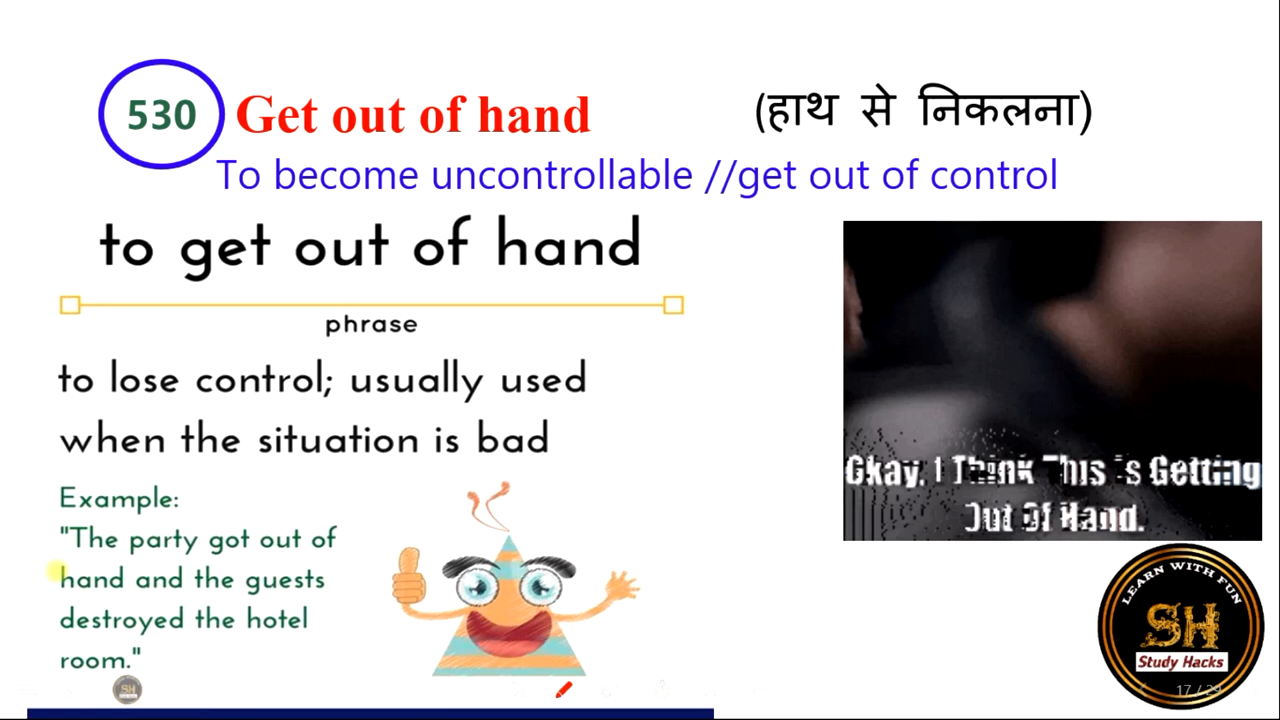 530 Get out of hand (हाथ से निकलना)
To become uncontrollable //get out of control
to get out of hand
phrase
to lose control; usually used
when the situation is bad
Example:
"The party got out of
hand and the guests
destroyed the hotel
room."
Okay, I Think This is Getting
Out Of Hand.
LEARN WITH FUN
SH
Study Hacks
SH